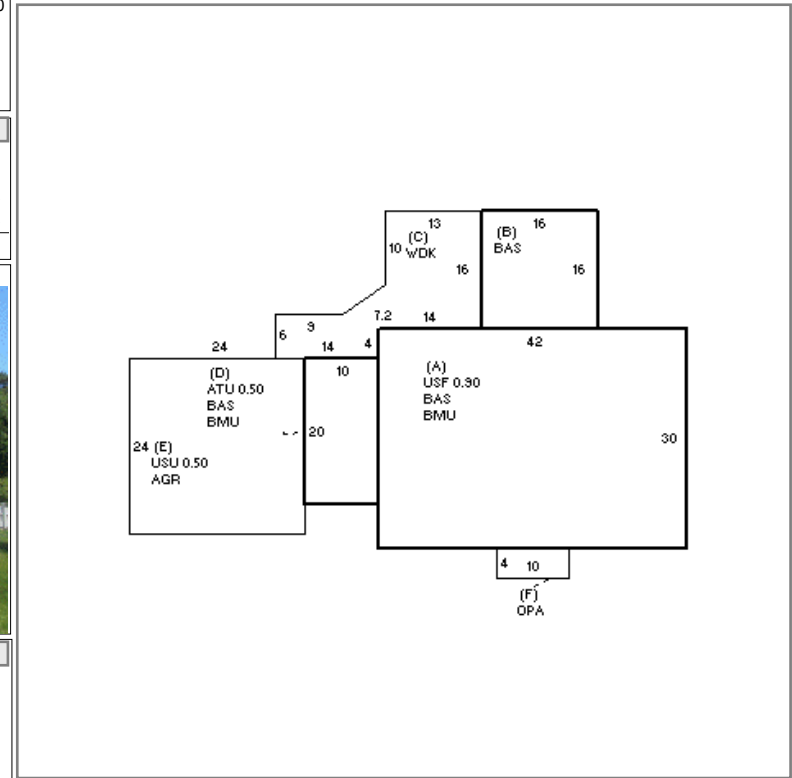 13
16
(C)
(B)
10 WDK
BAS
16
16
7.2
14
9
6
24
14
4
42
10
(D)
ATU 0.50
BAS
BMU
(A)
USF 0.90
BAS
BMU
20
30
24 (E)
USU 0.50
AGR
4
10
(F)
OPA